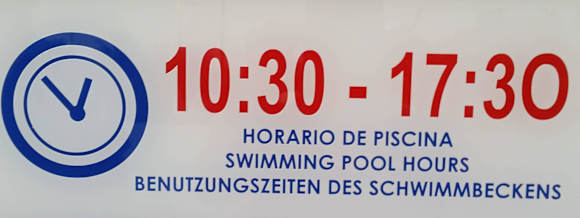 10:30 - 17:30
HORARIO DE PISCINA
SWIMMING POOL HOURS
BENUTZUNGSZEITEN DES SCHWIMMBECKENS